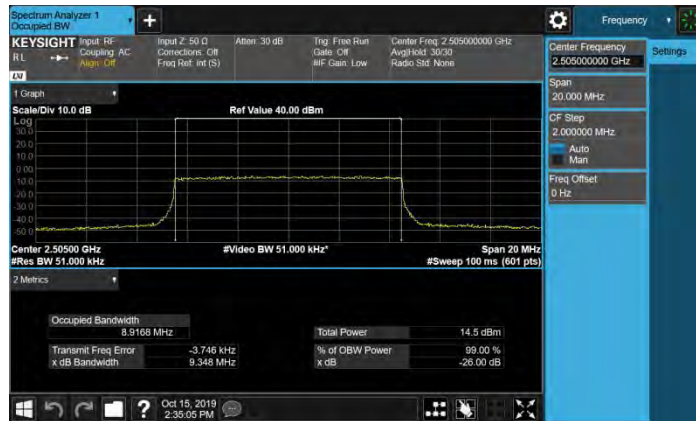 Spectrum Analyzer 1
Occupied BW
+
Frequency
KEYSIGHT Input: RF Input Z: 50 Ω Atten: 30 dB Trig: Free Run Center Freq: 2.505000000 GHz
RL Coupling: AC Corrections: Off Gate: Off Avg|Hold: 30/30
Align: Off Freq Ref: Int (S) #IF Gain: Low Radio Std: None
LXI
Center Frequency
2.505000000 GHz
Settings
Span
20.000 MHz
CF Step
2.000000 MHz
Auto
Man
Freq Offset
0 Hz
1 Graph
Scale/Div 10.0 dB Ref Value 40.00 dBm
Log
30.0
20.0
10.0
0.00
-10.0
-20.0
-30.0
-40.0
-50.0
Center 2.50500 GHz #Video BW 51.000 kHz* Span 20 MHz
#Res BW 51.000 kHz #Sweep 100 ms (601 pts)
2 Metrics
Occupied Bandwidth
8.9168 MHz Total Power 14.5 dBm
Transmit Freq Error -3.746 kHz % of OBW Power 99.00 %
x dB Bandwidth 9.348 MHz x dB -26.00 dB
? Oct 15, 2019
2:35:05 PM